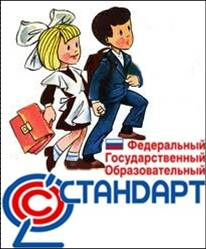 Федеральный
Государственный
Образовательный
СТАНДАРТ